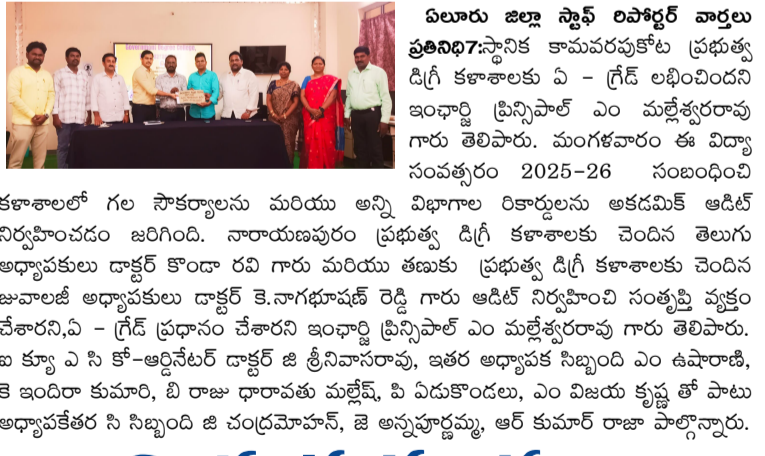 ఏలూరు జిల్లా స్టాఫ్ రిపోర్టర్ వార్తలు
ప్రతినిధి7:స్థానిక కామవరపుకోట ప్రభుత్వ
డిగ్రీ కళాశాలకు ఏ - గ్రేడ్ లభించిందని
ఇంఛార్జి ప్రిన్సిపాల్ ఎం మల్లేశ్వరరావు
గారు తెలిపారు. మంగళవారం ఈ విద్యా
సంవత్సరం 2025-26 సంబంధించి
కళాశాలలో గల సౌకర్యాలను మరియు అన్ని విభాగాల రికార్డులను అకడమిక్ ఆడిట్
నిర్వహించడం జరిగింది. నారాయణపురం ప్రభుత్వ డిగ్రీ కళాశాలకు చెందిన తెలుగు
అధ్యాపకులు డాక్టర్ కొండా రవి గారు మరియు తణుకు ప్రభుత్వ డిగ్రీ కళాశాలకు చెందిన
జువాలజీ అధ్యాపకులు డాక్టర్ కె.నాగభూషణ్ రెడ్డి గారు ఆడిట్ నిర్వహించి సంతృప్తి వ్యక్తం
చేశారని,ఏ - గ్రేడ్ ప్రధానం చేశారని ఇంఛార్జి ప్రిన్సిపాల్ ఎం మల్లేశ్వరరావు గారు తెలిపారు.
ఐ క్యూ ఎ సి కో-ఆర్డినేటర్ డాక్టర్ జి శ్రీనివాసరావు, ఇతర అధ్యాపక సిబ్బంది ఎం ఉషారాణి,
కె ఇందిరా కుమారి, బి రాజు ధారావతు మల్లేష్, పి ఏడుకొండలు, ఎం విజయ కృష్ణ తో పాటు
అధ్యాపకేతర సి సిబ్బంది జి చంద్రమోహన్, జె అన్నపూర్ణమ్మ, ఆర్ కుమార్ రాజా పాల్గొన్నారు.